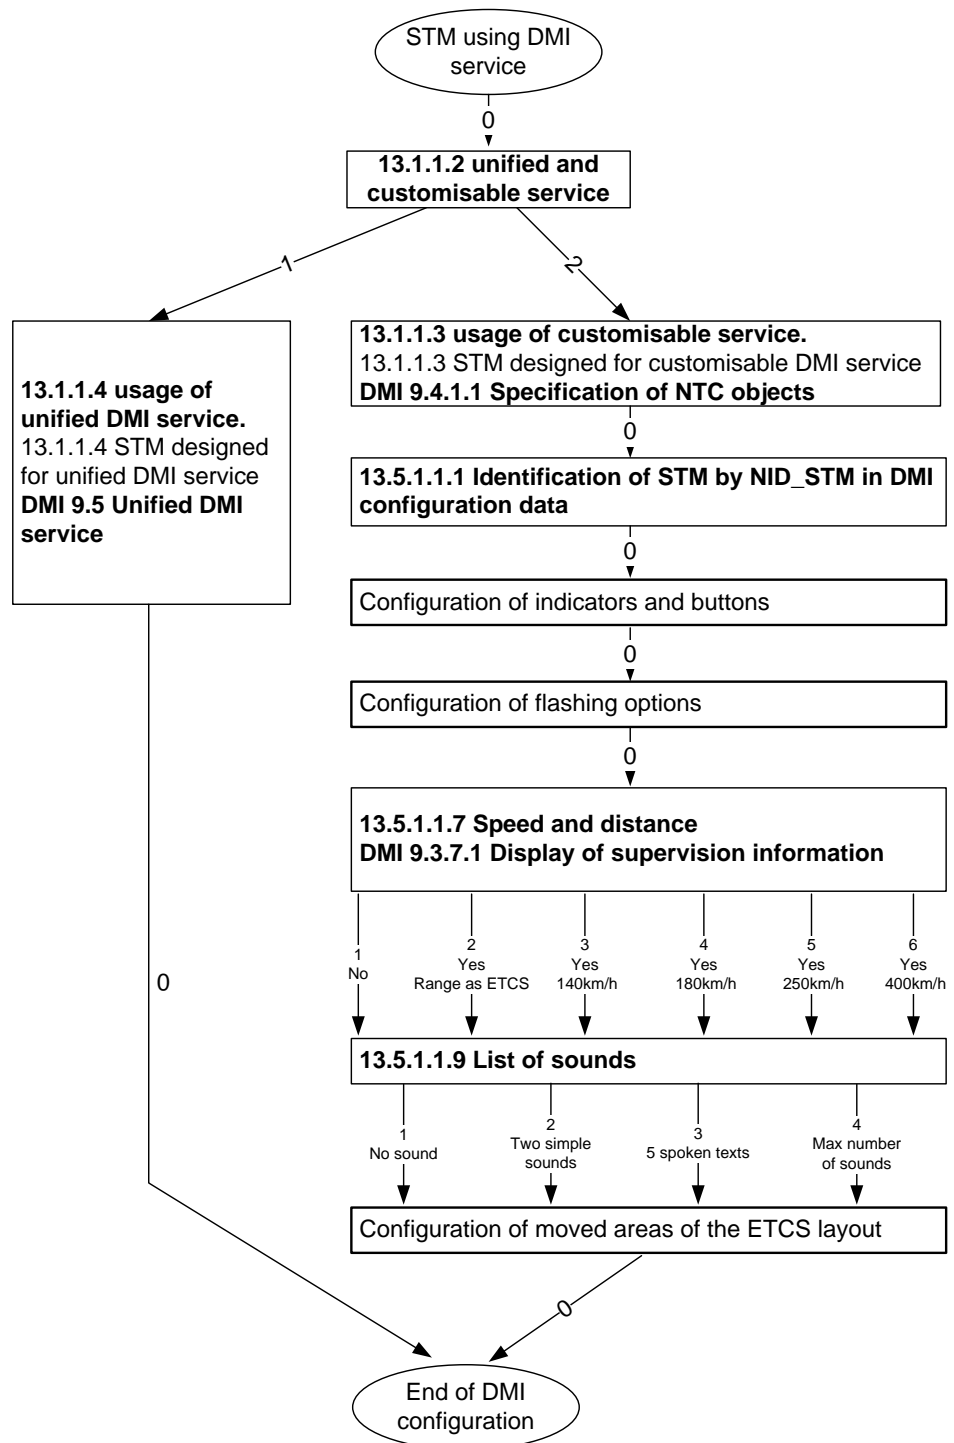 STM using DMI
service
0
13.1.1.2 unified and
customisable service
1
2
13.1.1.4 usage of
unified DMI service.
13.1.1.4 STM designed
for unified DMI service
DMI 9.5 Unified DMI
service
13.1.1.3 usage of customisable service.
13.1.1.3 STM designed for customisable DMI service
DMI 9.4.1.1 Specification of NTC objects
0
13.5.1.1.1 Identification of STM by NID_STM in DMI
configuration data
0
Configuration of indicators and buttons
0
Configuration of flashing options
0
13.5.1.1.7 Speed and distance
DMI 9.3.7.1 Display of supervision information
1
No
2
Yes
Range as ETCS
3
Yes
140km/h
4
Yes
180km/h
5
Yes
250km/h
6
Yes
400km/h
0
13.5.1.1.9 List of sounds
1
No sound
2
Two simple
sounds
3
5 spoken texts
4
Max number
of sounds
Configuration of moved areas of the ETCS layout
0
End of DMI
configuration